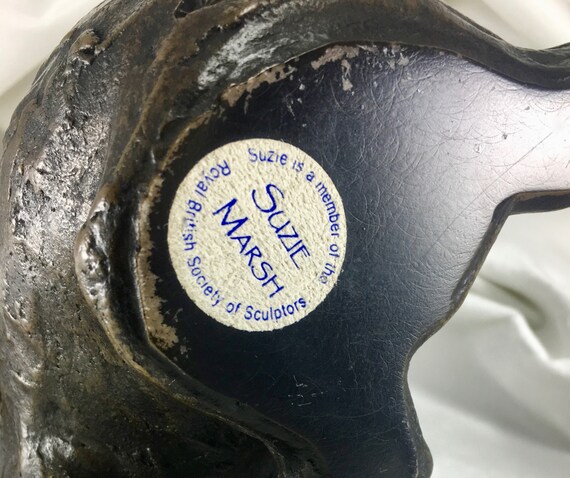 Suzie is a member of the
Royal British Society of Sculptors
SUZIE
MARSH